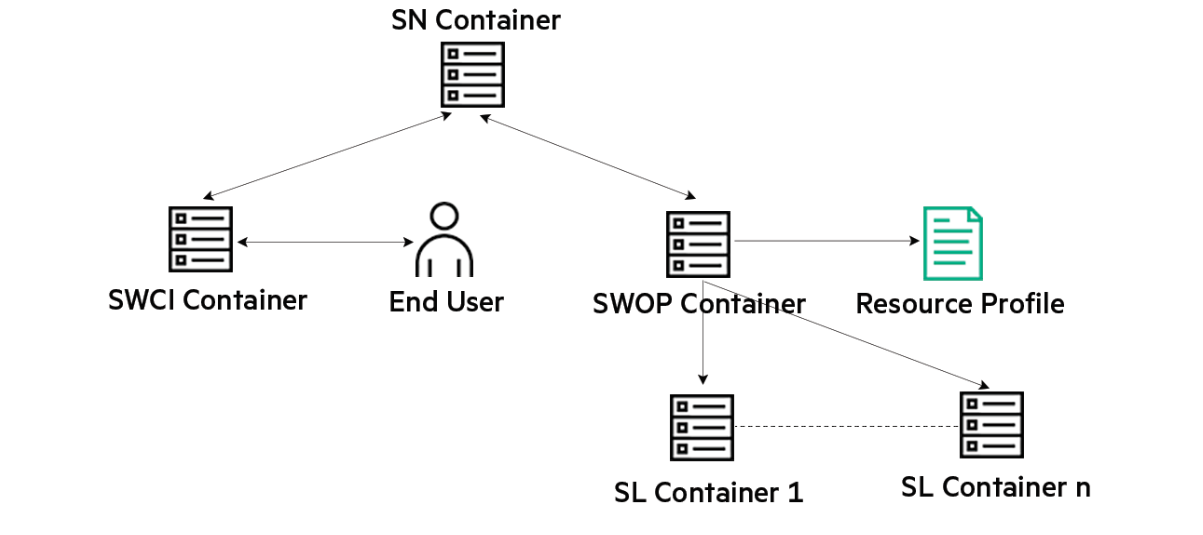 SN Container
SWCI Container
End User
SWOP Container
Resource Profile
SL Container 1
SL Container n